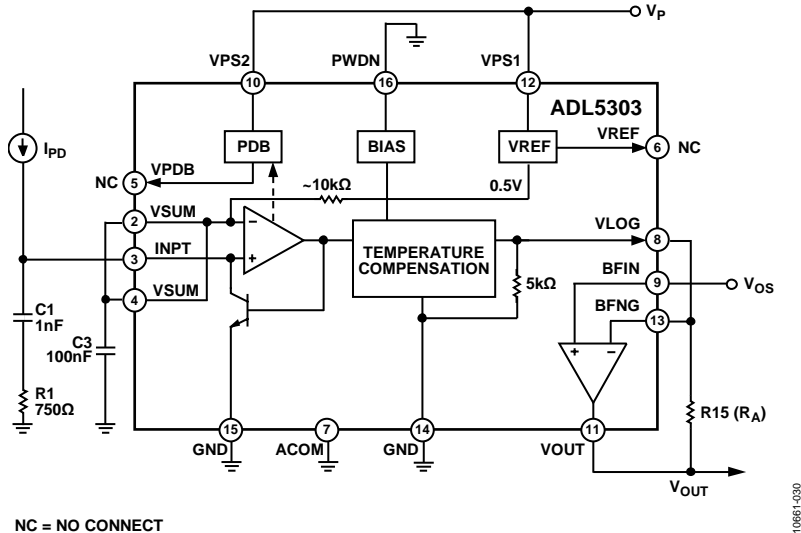 V_P
VPS2
PWDN
VPS1
10
16
12
ADL5303
I_PD
PDB
BIAS
VREF
VREF
6
NC
NC
5
VPDB
~10kΩ
0.5V
2
VSUM
−
VLOG
8
3
INPT
+
TEMPERATURE
COMPENSATION
5kΩ
BFIN
9
V_OS
4
VSUM
BFNG
13
C1
1nF
C3
100nF
+
−
R1
750Ω
R15 (R_A)
15
7
14
11
GND
ACOM
GND
VOUT
V_OUT
NC = NO CONNECT
10661-030